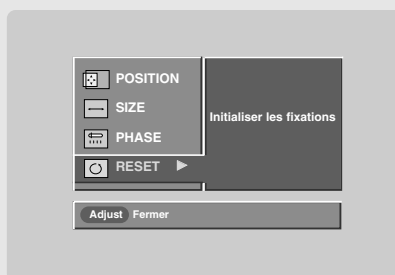 POSITION
SIZE
Initialiser les fixations
PHASE
RESET
Adjust Fermer